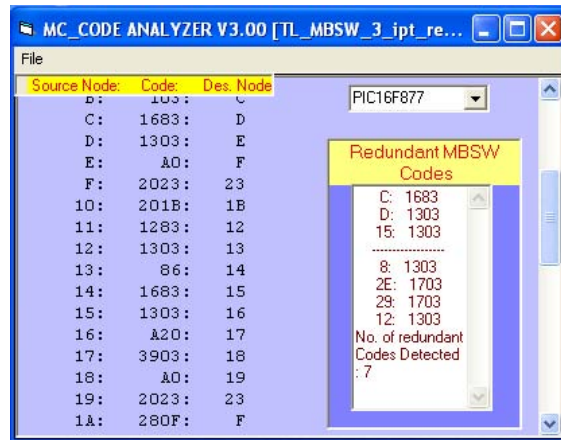 MC_CODE ANALYZER V3.00 [TL_MBSW_3_ipt_re...
File
Source Node: Code: Des. Node
B: 103: C
C: 1683: D
D: 1303: E
E: A0: F
F: 2023: 23
10: 201B: 1B
11: 1283: 12
12: 1303: 13
13: 86: 14
14: 1683: 15
15: 1303: 16
16: A20: 17
17: 3903: 18
18: A0: 19
19: 2023: 23
1A: 280F: F
PIC16F877
Redundant MBSW
Codes
C: 1683
D: 1303
15: 1303
-----------------
8: 1303
2E: 1703
29: 1703
12: 1303
No. of redundant
Codes Detected
: 7